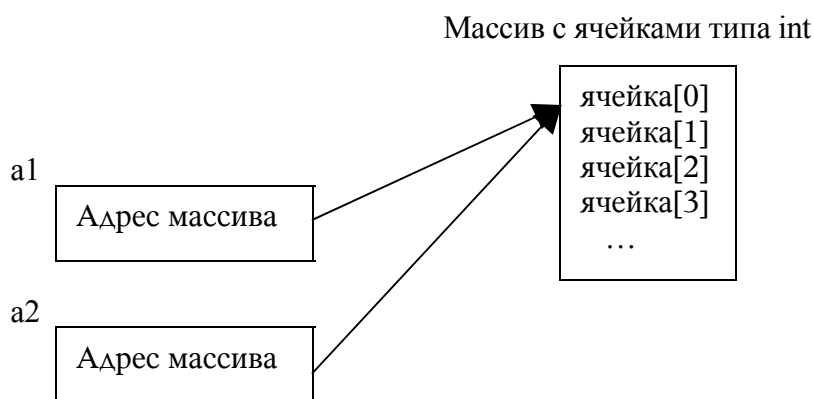 Массив с ячейками типа int
ячейка[0]
ячейка[1]
ячейка[2]
ячейка[3]
…
a1
Адрес массива
a2
Адрес массива